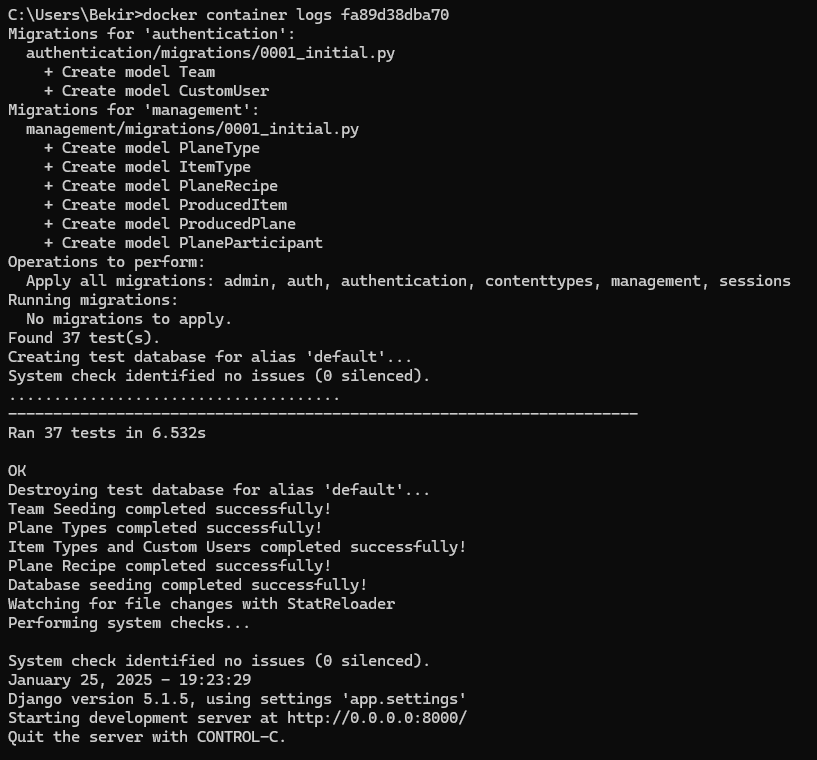 C:\Users\Bekir>docker container logs fa89d38dba70
Migrations for 'authentication':
  authentication/migrations/0001_initial.py
    + Create model Team
    + Create model CustomUser
Migrations for 'management':
  management/migrations/0001_initial.py
    + Create model PlaneType
    + Create model ItemType
    + Create model PlaneRecipe
    + Create model ProducedItem
    + Create model ProducedPlane
    + Create model PlaneParticipant
Operations to perform:
  Apply all migrations: admin, auth, authentication, contenttypes, management, sessions
Running migrations:
  No migrations to apply.
Found 37 test(s).
Creating test database for alias 'default'...
System check identified no issues (0 silenced).
.....................................
----------------------------------------------------------------------
Ran 37 tests in 6.532s

OK
Destroying test database for alias 'default'...
Team Seeding completed successfully!
Plane Types completed successfully!
Item Types and Custom Users completed successfully!
Plane Recipe completed successfully!
Database seeding completed successfully!
Watching for file changes with StatReloader
Performing system checks...

System check identified no issues (0 silenced).
January 25, 2025 - 19:23:29
Django version 5.1.5, using settings 'app.settings'
Starting development server at http://0.0.0.0:8000/
Quit the server with CONTROL-C.